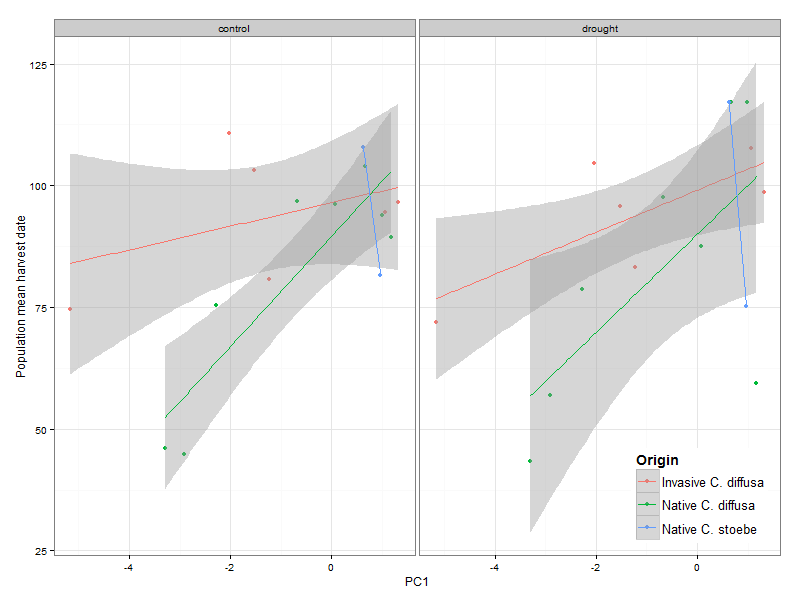 control
drought
Population mean harvest date
125
100
75
50
25
-4
-2
0
-4
-2
0
PC1
Origin
Invasive C. diffusa
Native C. diffusa
Native C. stoebe